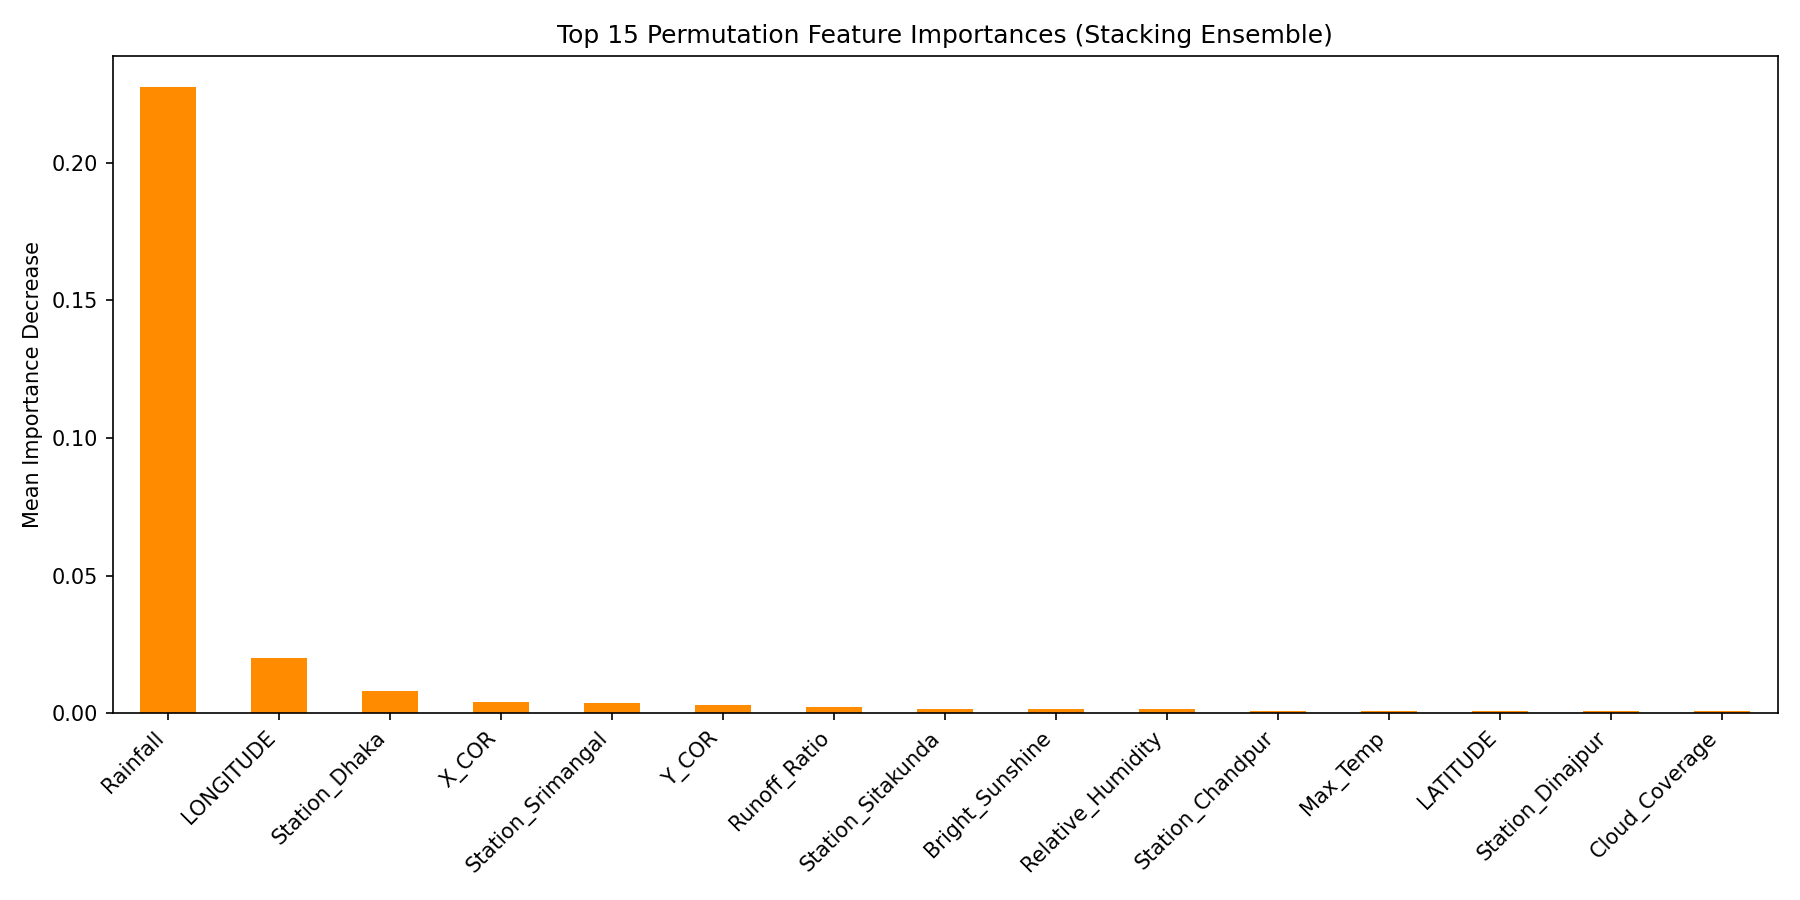 Top 15 Permutation Feature Importances (Stacking Ensemble)
Mean Importance Decrease
0.20
0.15
0.10
0.05
0.00
Rainfall
LONGITUDE
Station_Dhaka
X_COR
Station_Srimangal
Y_COR
Runoff_Ratio
Station_Sitakunda
Bright_Sunshine
Relative_Humidity
Station_Chandpur
Max_Temp
LATITUDE
Station_Dinajpur
Cloud_Coverage